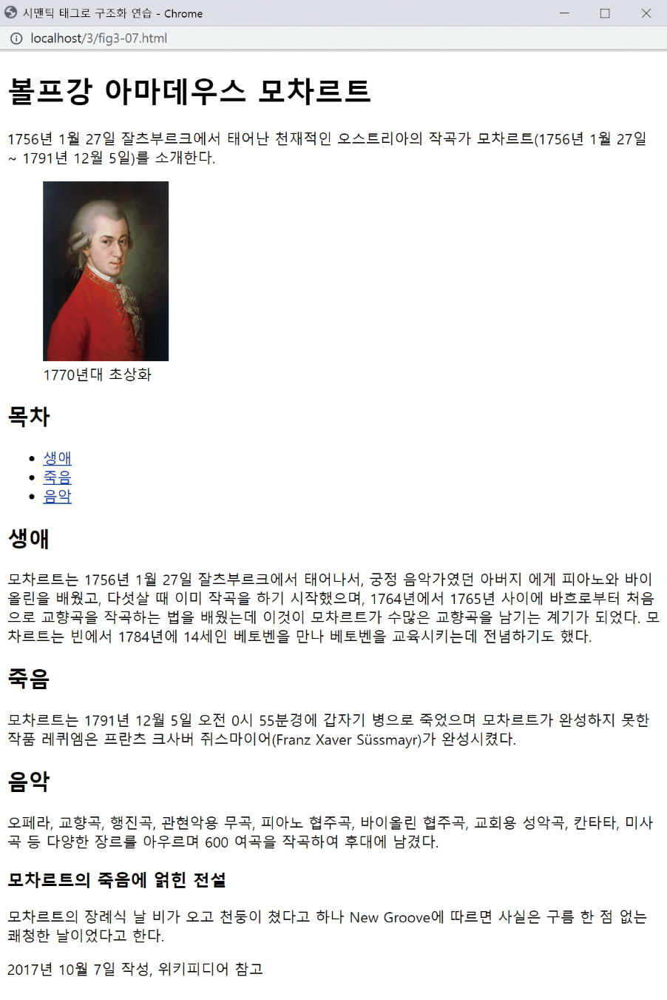 시맨틱 태그로 구조화 연습 - Chrome
localhost/3/fig3-07.html
볼프강 아마데우스 모차르트
1756년 1월 27일 잘츠부르크에서 태어난 천재적인 오스트리아의 작곡가 모차르트(1756년 1월 27일
~ 1791년 12월 5일)를 소개한다.
1770년대 초상화
목차
생애
죽음
음악
생애
모차르트는 1756년 1월 27일 잘츠부르크에서 태어나서, 궁정 음악가였던 아버지 에게 피아노와 바이
올린을 배웠고, 다섯살 때 이미 작곡을 하기 시작했으며, 1764년에서 1765년 사이에 바흐로부터 처음
으로 교향곡을 작곡하는 법을 배웠는데 이것이 모차르트가 수많은 교향곡을 남기는 계기가 되었다. 모
차르트는 빈에서 1784년에 14세인 베토벤을 만나 베토벤을 교육시키는데 전념하기도 했다.
죽음
모차르트는 1791년 12월 5일 오전 0시 55분경에 갑자기 병으로 죽었으며 모차르트가 완성하지 못한
작품 레퀴엠은 프란츠 크사버 쥐스마이어(Franz Xaver Süssmayr)가 완성시켰다.
음악
오페라, 교향곡, 행진곡, 관현악용 무곡, 피아노 협주곡, 바이올린 협주곡, 교회용 성악곡, 칸타타, 미사
곡 등 다양한 장르를 아우르며 600 여곡을 작곡하여 후대에 남겼다.
모차르트의 죽음에 얽힌 전설
모차르트의 장례식 날 비가 오고 천둥이 쳤다고 하나 New Groove에 따르면 사실은 구름 한 점 없는
쾌청한 날이었다고 한다.
2017년 10월 7일 작성, 위키피디어 참고